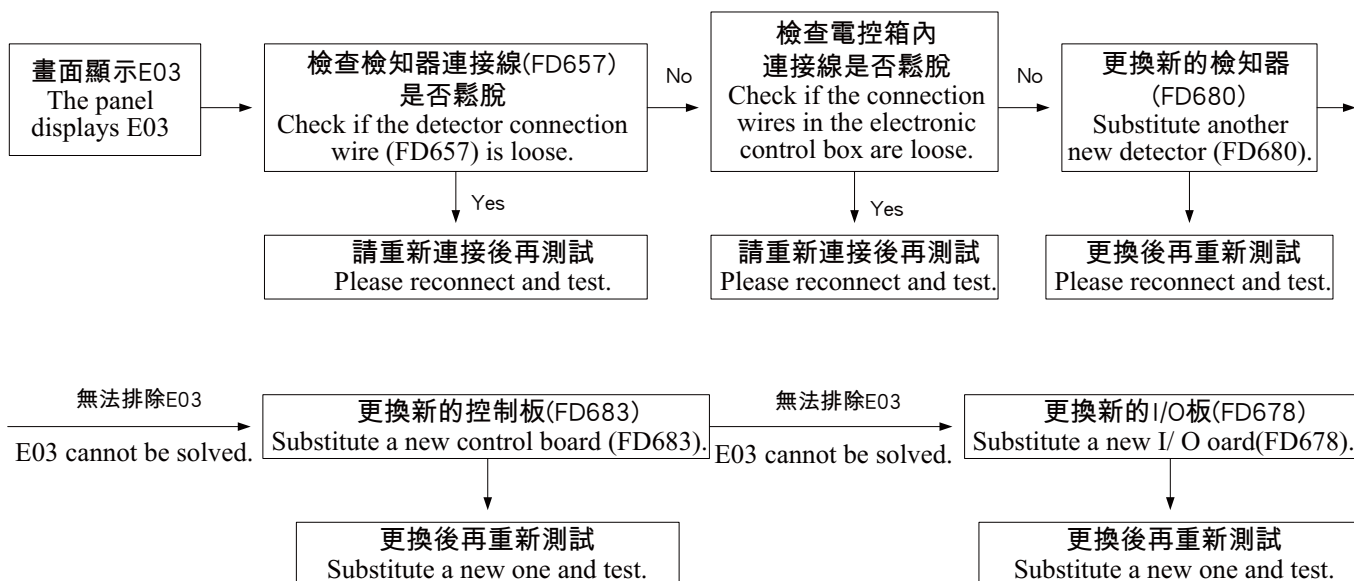 畫面顯示E03
The panel
displays E03
檢查檢知器連接線(FD657)
是否鬆脫
Check if the detector connection
wire (FD657) is loose.
No
檢查電控箱內
連接線是否鬆脫
Check if the connection
wires in the electronic
control box are loose.
No
更換新的檢知器
(FD680)
Substitute another
new detector (FD680).
Yes
Yes
請重新連接後再測試
Please reconnect and test.
請重新連接後再測試
Please reconnect and test.
更換後再重新測試
Please reconnect and test.
無法排除E03
E03 cannot be solved.
更換新的控制板(FD683)
Substitute a new control board (FD683).
無法排除E03
E03 cannot be solved.
更換新的I/O板(FD678)
Substitute a new I/ O oard(FD678).
更換後再重新測試
Substitute a new one and test.
更換後再重新測試
Substitute a new one and test.